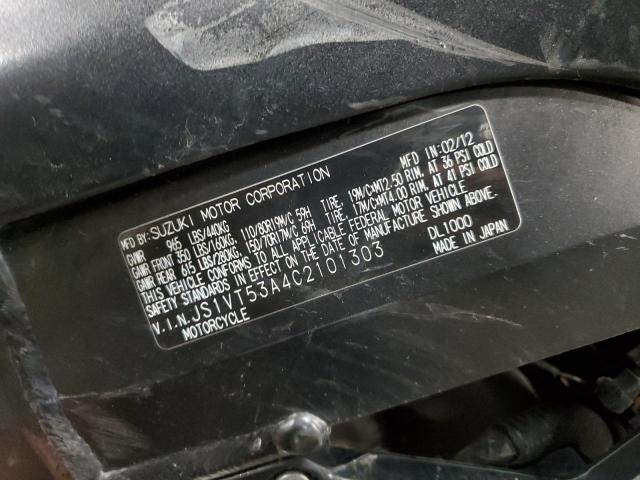 MFD BY: SUZUKI MOTOR CORPORATION MFD IN: 02/12
GVWR 965 LBS/440KG
GAWR FRONT 350 LBS/160KG. 110/80R19M/C 59H TIRE, 19M/C×MT2.50 RIM. AT 36 PSI COLD
GAWR REAR 615 LBS/280KG 150/70R17M/C 69H TIRE. 17M/C×MT4.00 RIM. AT 41 PSI COLD
THIS VEHICLE CONFORMS TO ALL APPLICABLE FEDERAL MOTOR VEHICLE
SAFETY STANDARDS IN EFFECT ON THE DATE OF MANUFACTURE SHOWN ABOVE.
V.I.N. JS1VT53A4C2101303 DL1000
MOTORCYCLE MADE IN JAPAN